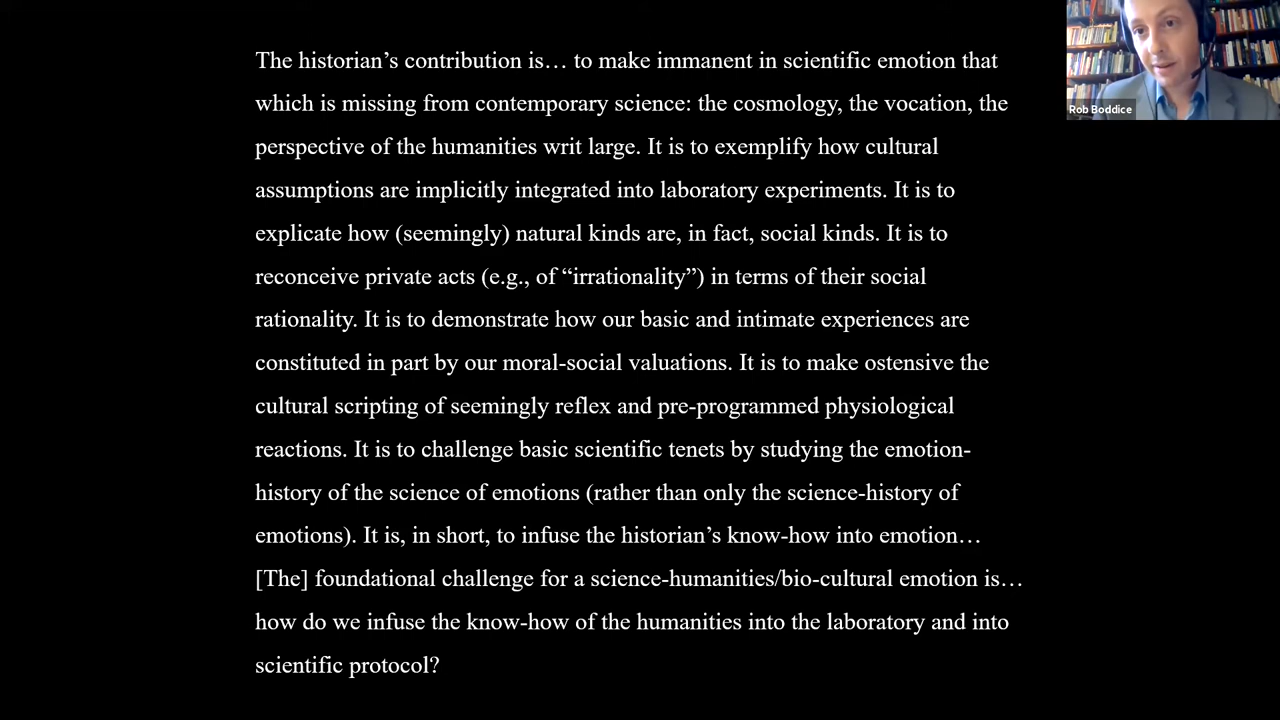 The historian’s contribution is… to make immanent in scientific emotion that
which is missing from contemporary science: the cosmology, the vocation, the
perspective of the humanities writ large. It is to exemplify how cultural
assumptions are implicitly integrated into laboratory experiments. It is to
explicate how (seemingly) natural kinds are, in fact, social kinds. It is to
reconceive private acts (e.g., of “irrationality”) in terms of their social
rationality. It is to demonstrate how our basic and intimate experiences are
constituted in part by our moral-social valuations. It is to make ostensive the
cultural scripting of seemingly reflex and pre-programmed physiological
reactions. It is to challenge basic scientific tenets by studying the emotion-
history of the science of emotions (rather than only the science-history of
emotions). It is, in short, to infuse the historian’s know-how into emotion…
[The] foundational challenge for a science-humanities/bio-cultural emotion is…
how do we infuse the know-how of the humanities into the laboratory and into
scientific protocol?
Rob Boddice